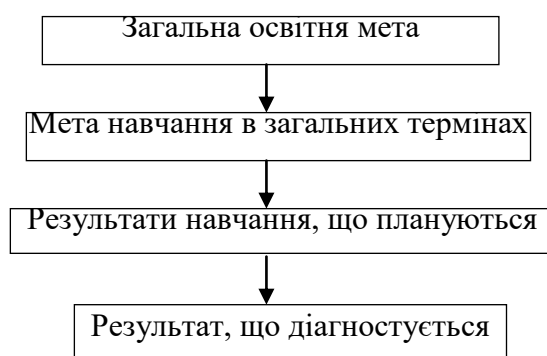 Загальна освітня мета
Мета навчання в загальних термінах
Результати навчання, що плануються
Результат, що діагностується